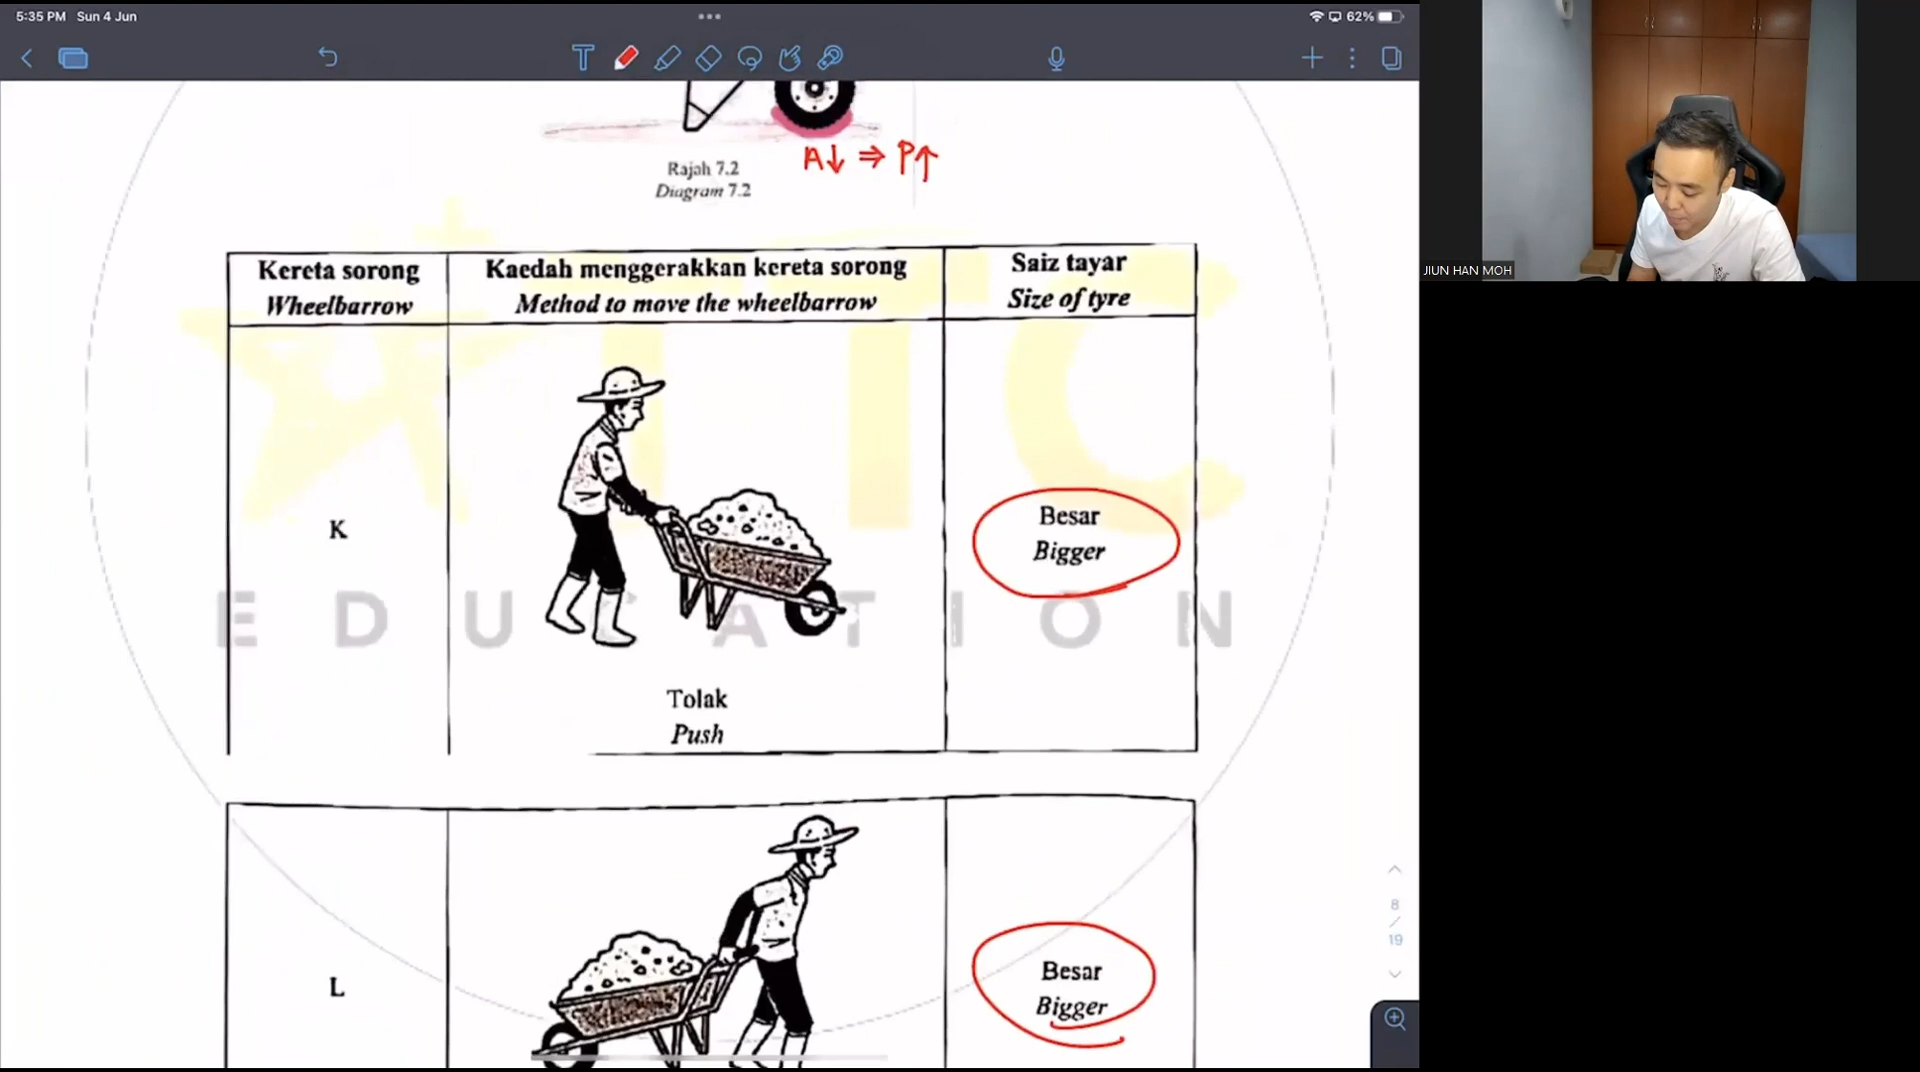 5:35 PM Sun 4 Jun
62%
A↓ ⇒ P↑
Rajah 7.2
Diagram 7.2
Kereta sorong
Wheelbarrow
Kaedah menggerakkan kereta sorong
Method to move the wheelbarrow
Saiz tayar
Size of tyre
K
Tolak
Push
Besar
Bigger
L
Besar
Bigger
ITC
EDUCATION
8
/
19
JIUN HAN MOH